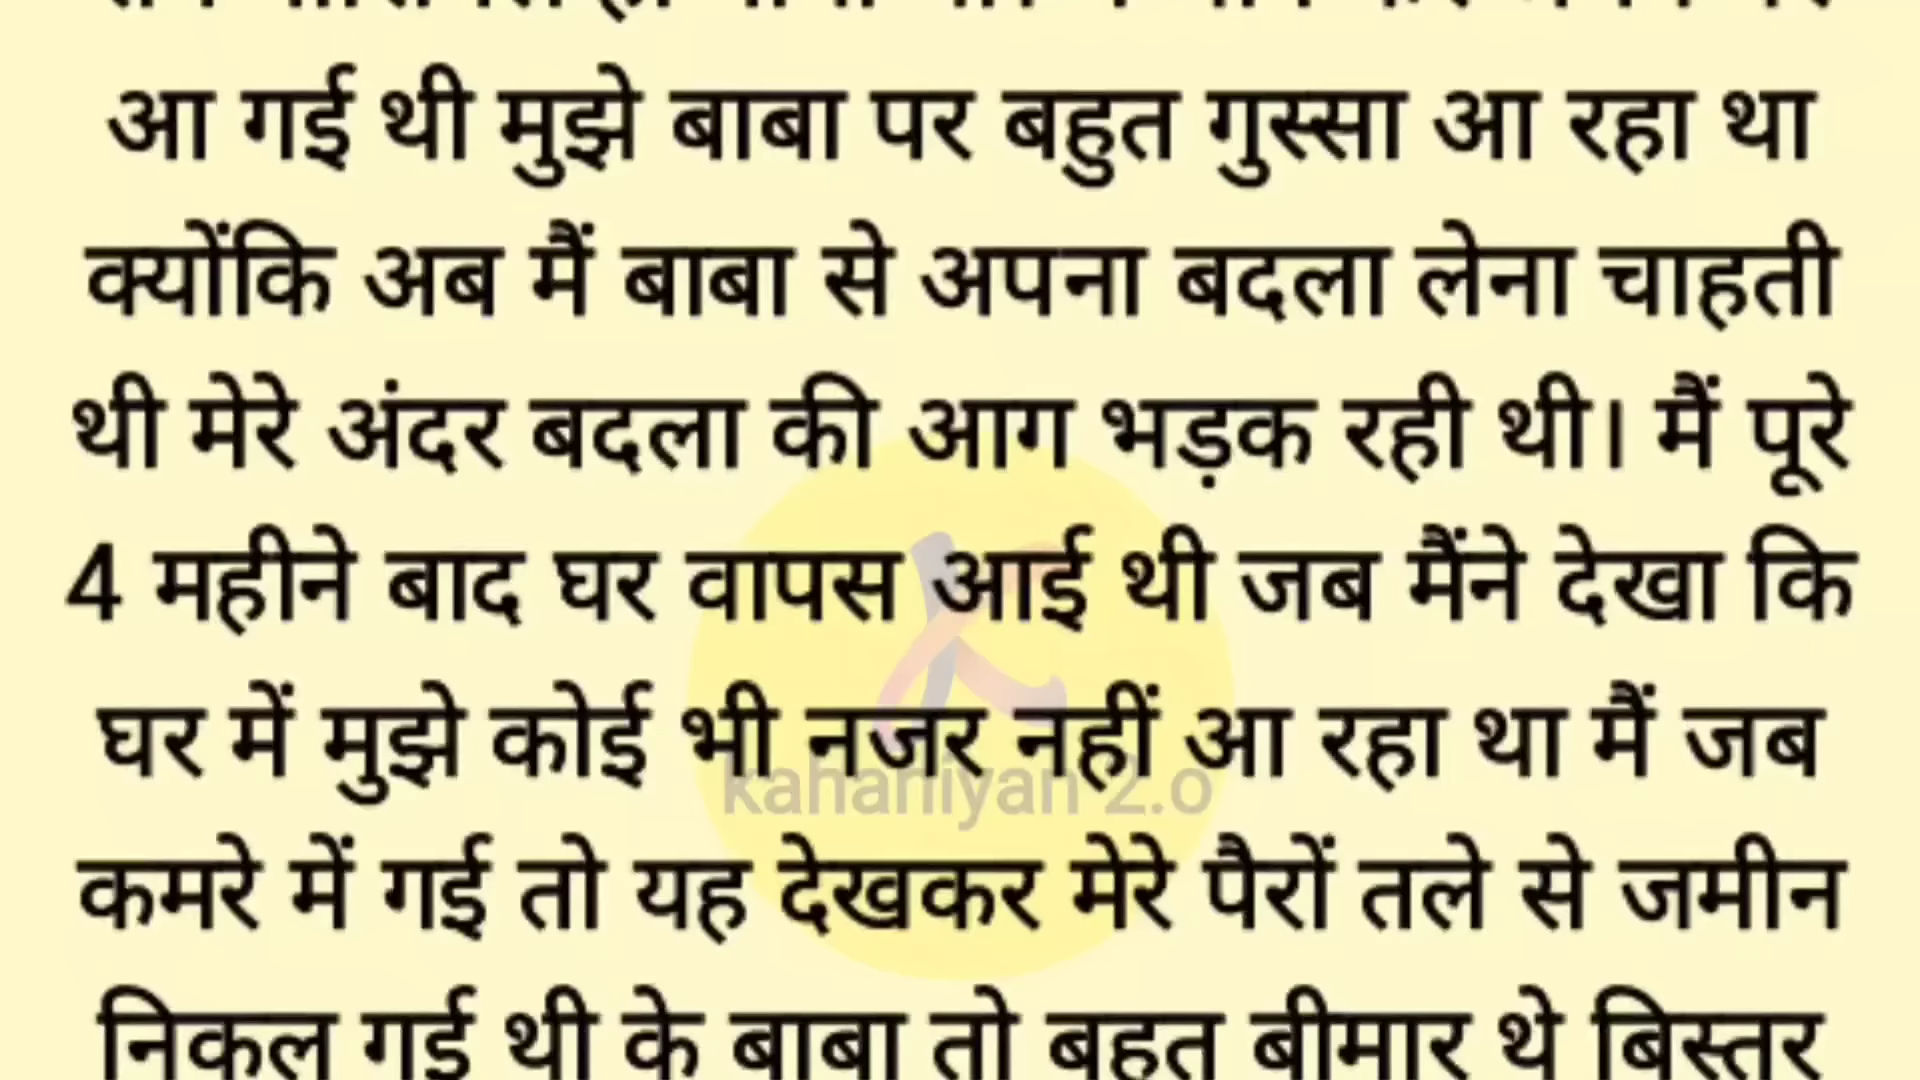 आ गई थी मुझे बाबा पर बहुत गुस्सा आ रहा था
क्योंकि अब मैं बाबा से अपना बदला लेना चाहती
थी मेरे अंदर बदला की आग भड़क रही थी। मैं पूरे
4 महीने बाद घर वापस आई थी जब मैंने देखा कि
घर में मुझे कोई भी नजर नहीं आ रहा था मैं जब
kahaniyan 2.o
कमरे में गई तो यह देखकर मेरे पैरों तले से जमीन
निकल गई थी के बाबा तो बहुत बीमार थे बिस्तर